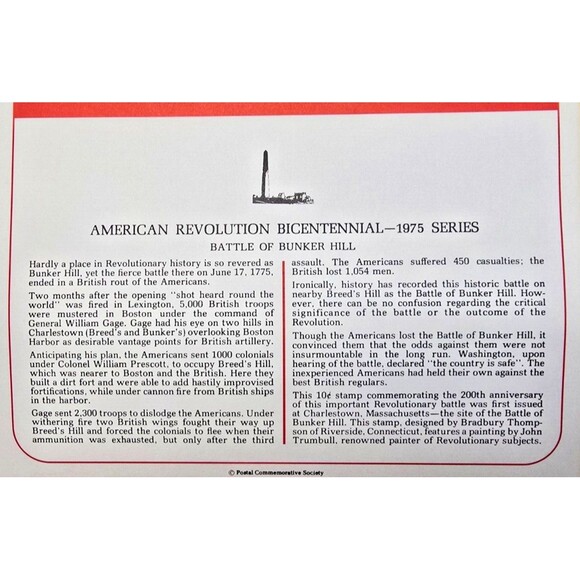 AMERICAN REVOLUTION BICENTENNIAL—1975 SERIES
BATTLE OF BUNKER HILL
Hardly a place in Revolutionary history is so revered as
Bunker Hill, yet the fierce battle there on June 17, 1775,
ended in a British rout of the Americans.
Two months after the opening "shot heard round the
world" was fired in Lexington, 5,000 British troops
were mustered in Boston under the command of
General William Gage. Gage had his eye on two hills in
Charlestown (Breed's and Bunker's) overlooking Boston
Harbor as desirable vantage points for British artillery.
Anticipating his plan, the Americans sent 1000 colonials
under Colonel William Prescott, to occupy Breed's Hill,
which was nearer to Boston and the British. Here they
built a dirt fort and were able to add hastily improvised
fortifications, while under cannon fire from British ships
in the harbor.
Gage sent 2,300 troops to dislodge the Americans. Under
withering fire two British wings fought their way up
Breed's Hill and forced the colonials to flee when their
ammunition was exhausted, but only after the third
assault. The Americans suffered 450 casualties; the
British lost 1,054 men.
Ironically, history has recorded this historic battle on
nearby Breed's Hill as the Battle of Bunker Hill. How-
ever, there can be no confusion regarding the critical
significance of the battle or the outcome of the
Revolution.
Though the Americans lost the Battle of Bunker Hill, it
convinced them that the odds against them were not
insurmountable in the long run. Washington, upon
hearing of the battle, declared "the country is safe". The
inexperienced Americans had held their own against the
best British regulars.
This 10¢ stamp commemorating the 200th anniversary
of this important Revolutionary battle was first issued
at Charlestown, Massachusetts—the site of the Battle of
Bunker Hill. This stamp, designed by Bradbury Thomp-
son of Riverside, Connecticut, features a painting by John
Trumbull, renowned painter of Revolutionary subjects.
© Postal Commemorative Society